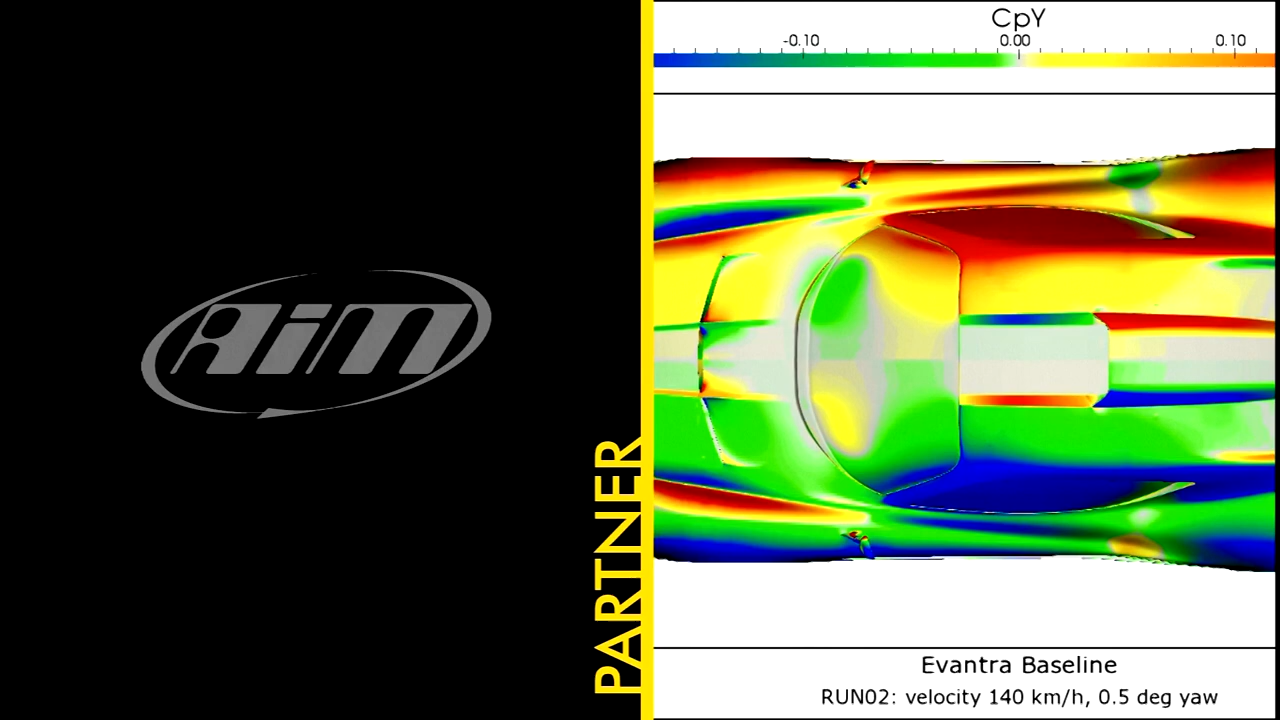 AiM
PARTNER
CpY
-0.10 0.00 0.10
Evantra Baseline
RUN02: velocity 140 km/h, 0.5 deg yaw